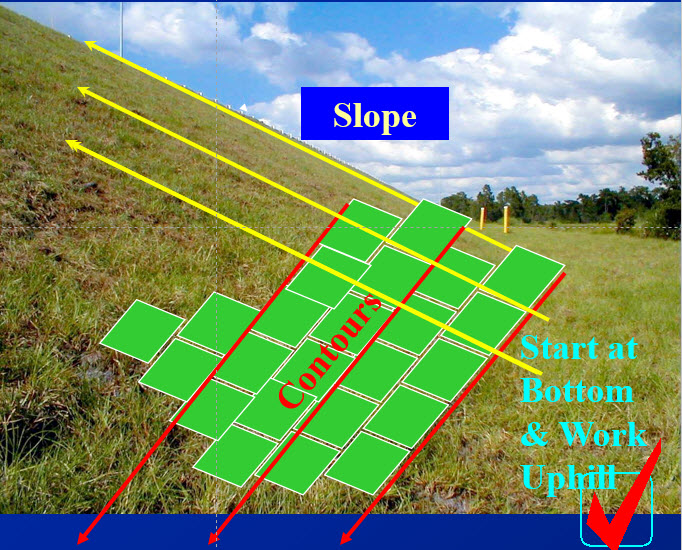 Slope
Contours
Start at
Bottom
& Work
Uphill